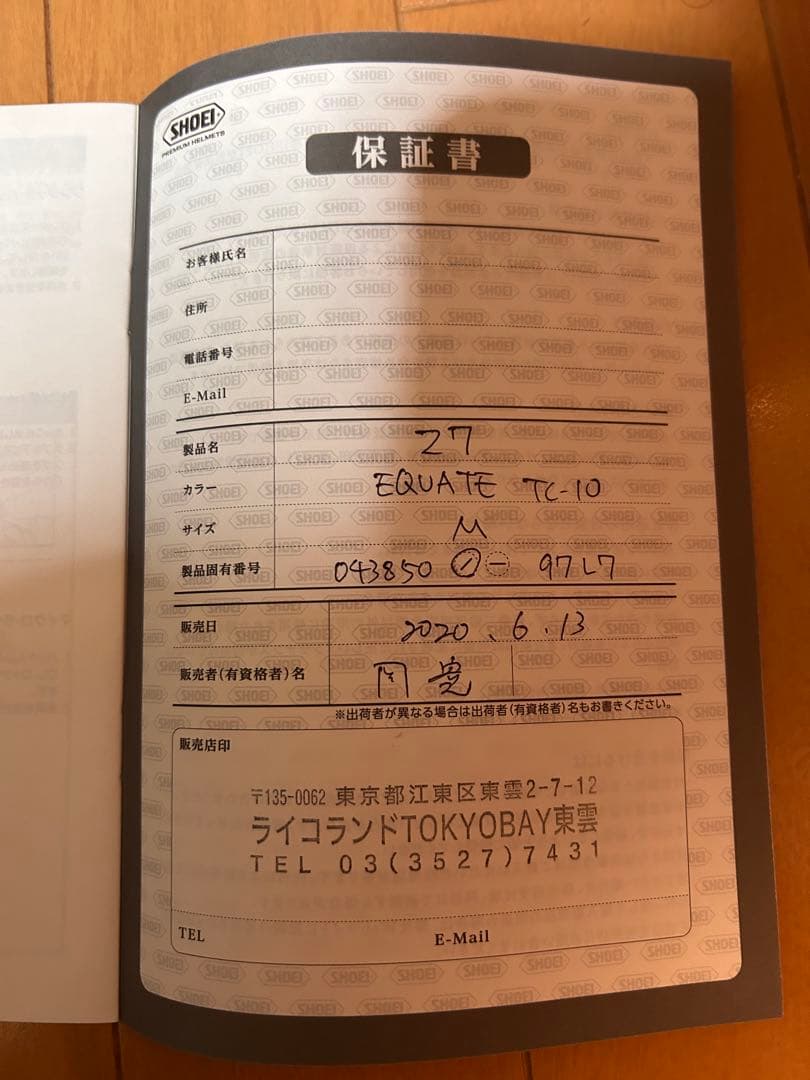 SHOEI
PREMIUM HELMETS
保証書
お客様氏名
住所
電話番号
E-Mail
製品名 Z7
カラー EQUATE TC-10
サイズ M
製品固有番号 043850 97L7
販売日 2020.6.13
販売者(有資格者)名
※出荷者が異なる場合は出荷者(有資格者)名もお書きください。
販売店印
〒135-0062 東京都江東区東雲2-7-12
ライコランドTOKYOBAY東雲
TEL 03(3527)7431
TEL E-Mail